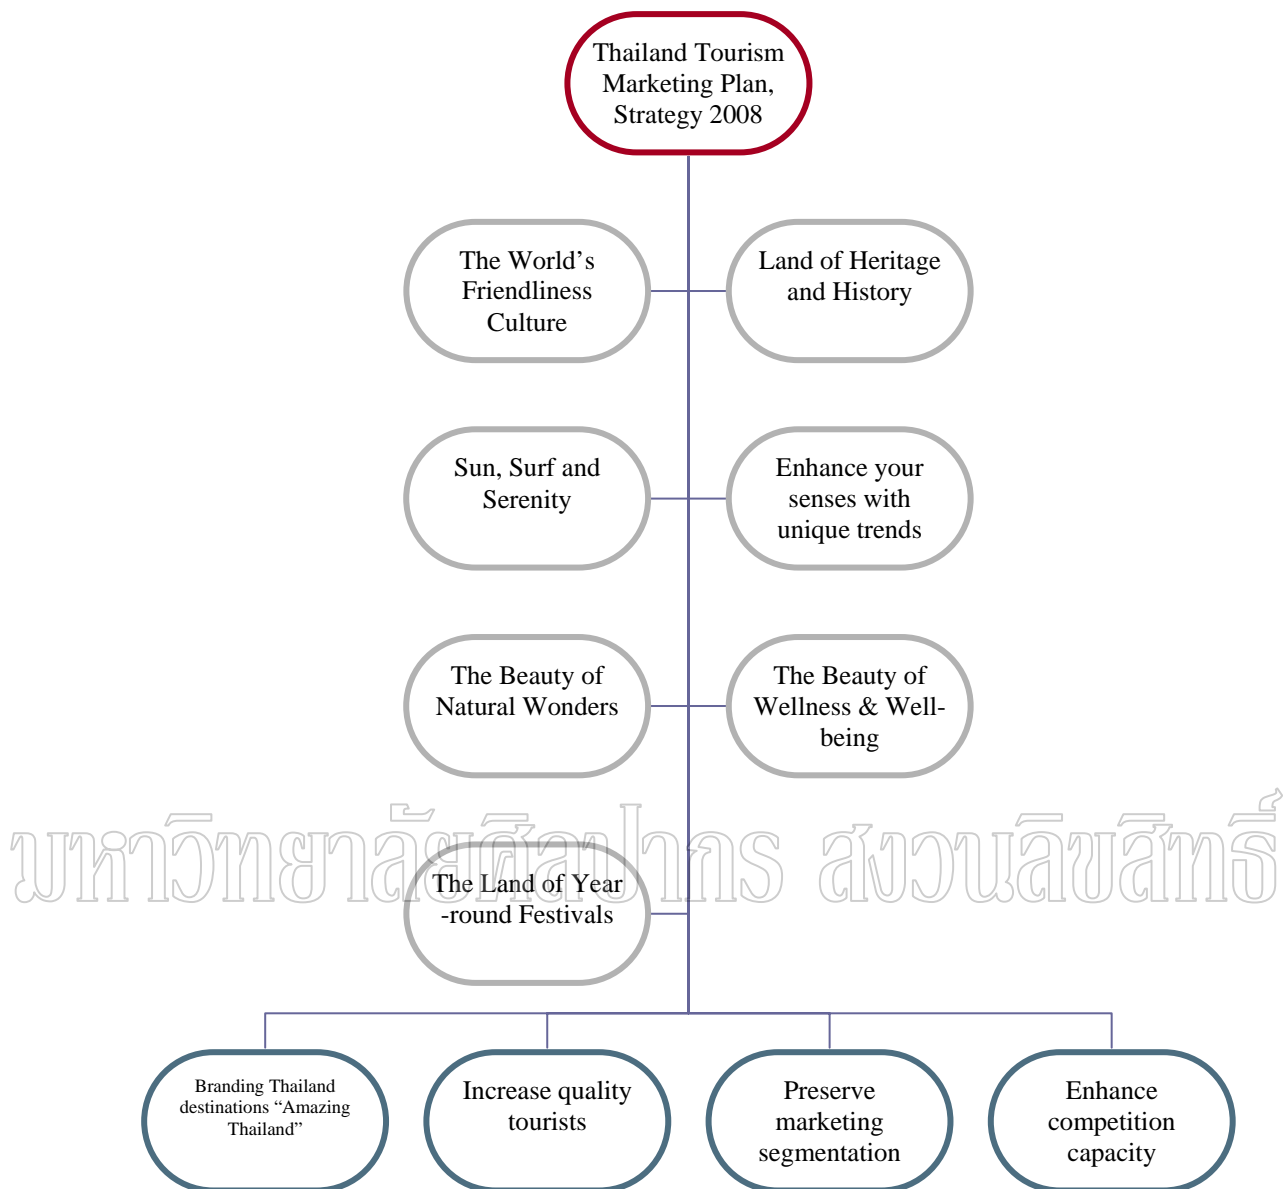 Thailand Tourism
Marketing Plan,
Strategy 2008
The World’s
Friendliness
Culture
Land of Heritage
and History
Sun, Surf and
Serenity
Enhance your
senses with
unique trends
The Beauty of
Natural Wonders
The Beauty of
Wellness & Well-
being
มหาวิทยาลัยศิลปากร สงวนลิขสิทธิ์
The Land of Year
-round Festivals
Branding Thailand
destinations “Amazing
Thailand”
Increase quality
tourists
Preserve
marketing
segmentation
Enhance
competition
capacity